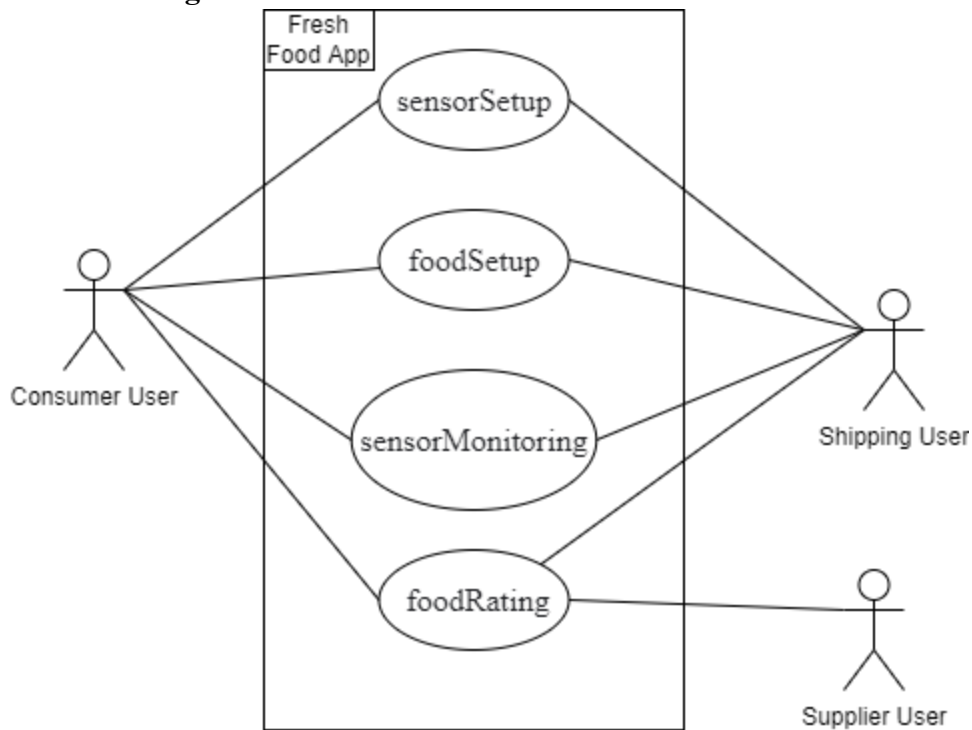 Fresh
Food App
sensorSetup
foodSetup
Consumer User
sensorMonitoring
Shipping User
foodRating
Supplier User